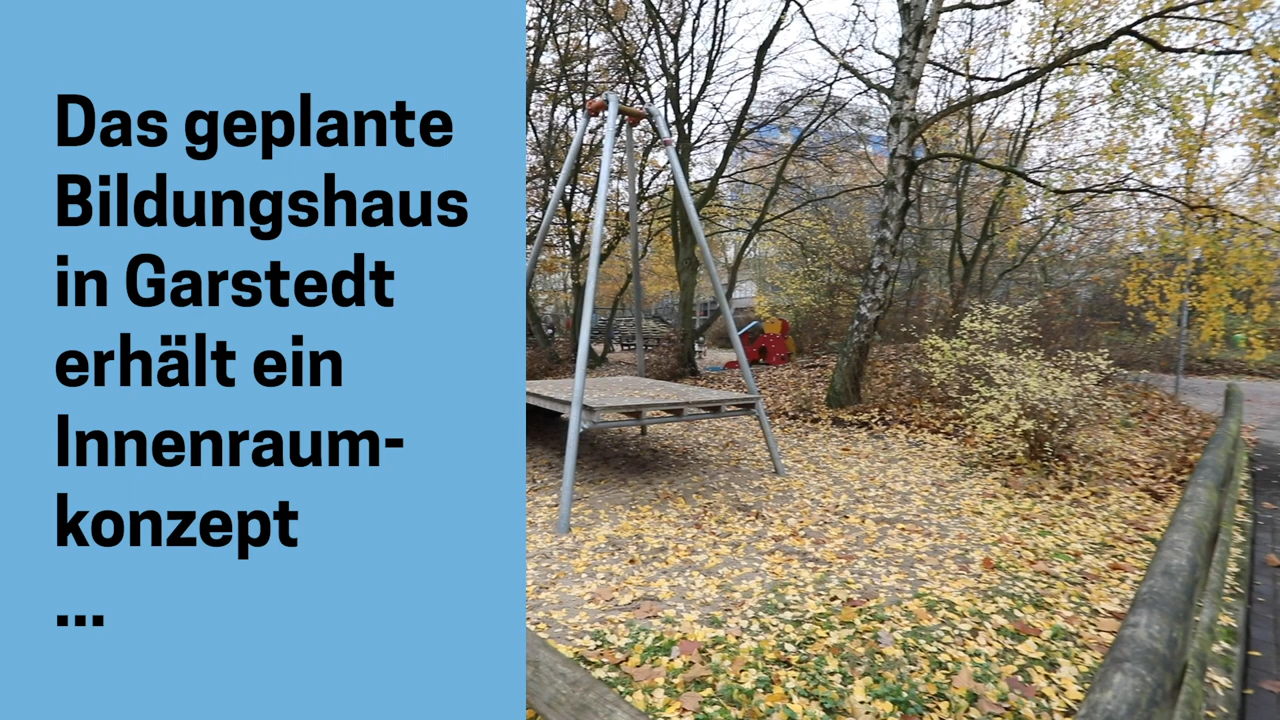 Das geplante
Bildungshaus
in Garstedt
erhält ein
Innenraum-
konzept
...